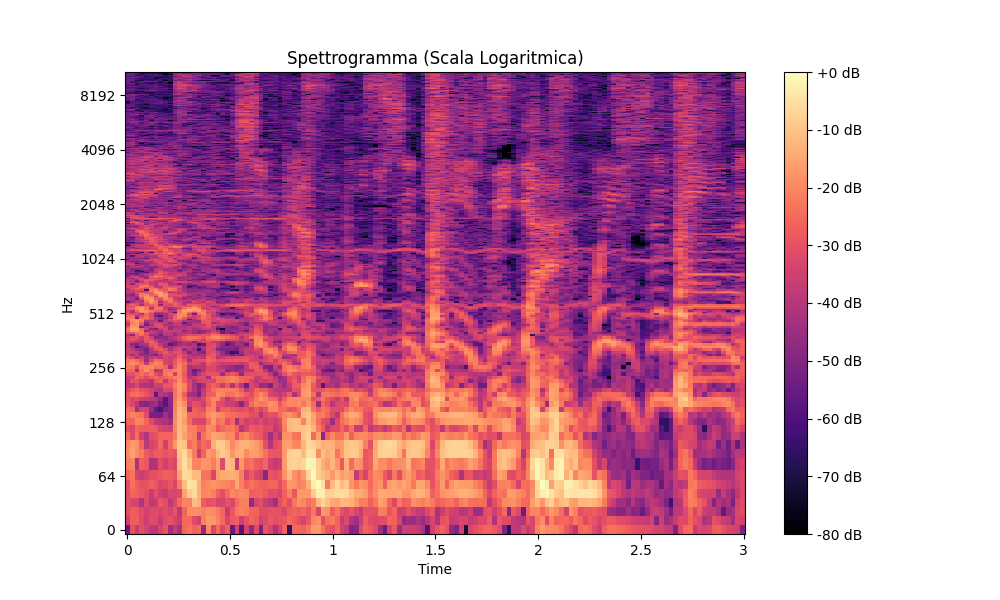 Spettrogramma (Scala Logaritmica)
8192
4096
2048
1024
512
256
128
64
0
Hz
0
0.5
1
1.5
2
2.5
3
Time
+0 dB
-10 dB
-20 dB
-30 dB
-40 dB
-50 dB
-60 dB
-70 dB
-80 dB